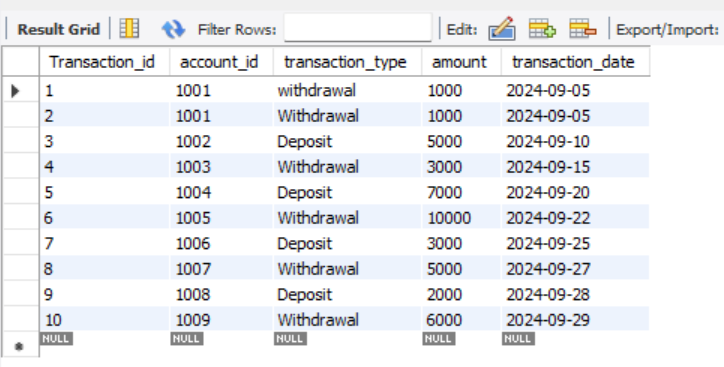 Result Grid Filter Rows: Edit: Export/Import:
Transaction_id account_id transaction_type amount transaction_date
1 1001 withdrawal 1000 2024-09-05
2 1001 Withdrawal 1000 2024-09-05
3 1002 Deposit 5000 2024-09-10
4 1003 Withdrawal 3000 2024-09-15
5 1004 Deposit 7000 2024-09-20
6 1005 Withdrawal 10000 2024-09-22
7 1006 Deposit 3000 2024-09-25
8 1007 Withdrawal 5000 2024-09-27
9 1008 Deposit 2000 2024-09-28
10 1009 Withdrawal 6000 2024-09-29
NULL NULL NULL NULL NULL